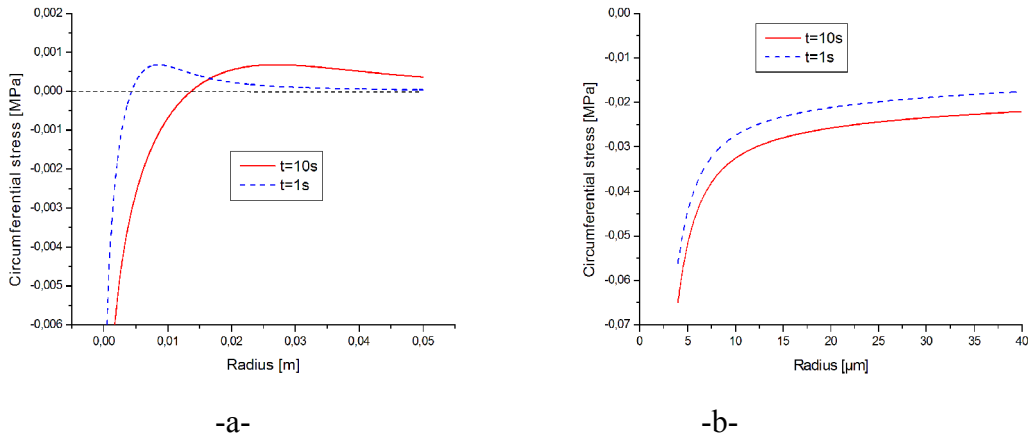 0,002
0,001
0,000
-0,001
-0,002
-0,003
-0,004
-0,005
-0,006
Circumferential stress [MPa]
t=10s
t=1s
0,00 0,01 0,02 0,03 0,04 0,05
Radius [m]
-a-
0,00
-0,01
-0,02
-0,03
-0,04
-0,05
-0,06
-0,07
Circumferential stress [MPa]
t=10s
t=1s
0 5 10 15 20 25 30 35 40
Radius [µm]
-b-